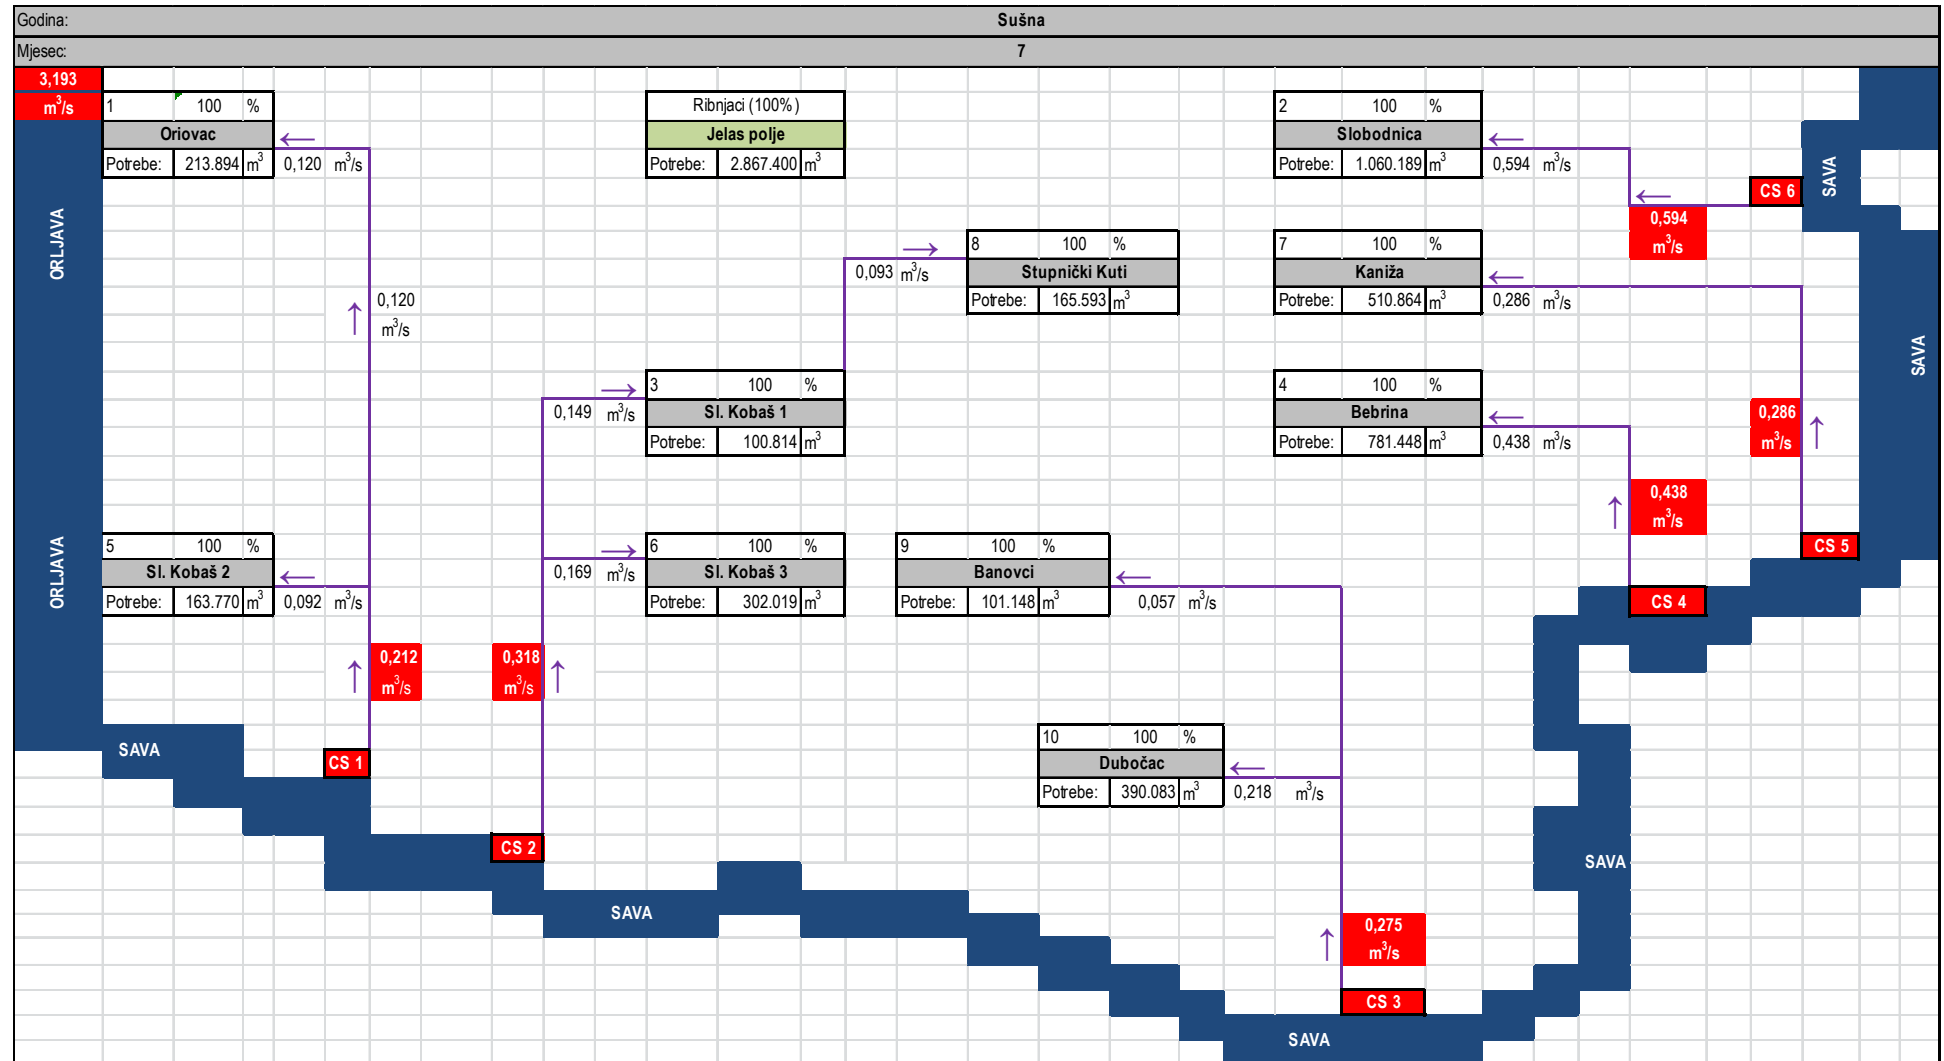 Godina: Sušna
Mjesec: 7
3,193
m³/s
1 100 %
Oriovac
Potrebe: 213.894 m³
0,120 m³/s
Ribnjaci (100%)
Jelas polje
Potrebe: 2.867.400 m³
2 100 %
Slobodnica
Potrebe: 1.060.189 m³
0,594 m³/s
CS 6
SAVA
0,594
m³/s
ORLJAVA
8 100 %
Stupnički Kuti
Potrebe: 165.593 m³
0,093 m³/s
7 100 %
Kaniža
Potrebe: 510.864 m³
0,286 m³/s
0,120
m³/s
SAVA
3 100 %
Sl. Kobaš 1
Potrebe: 100.814 m³
0,149 m³/s
4 100 %
Bebrina
Potrebe: 781.448 m³
0,438 m³/s
0,286
m³/s
0,438
m³/s
ORLJAVA
5 100 %
Sl. Kobaš 2
Potrebe: 163.770 m³
0,092 m³/s
6 100 %
Sl. Kobaš 3
Potrebe: 302.019 m³
0,169 m³/s
9 100 %
Banovci
Potrebe: 101.148 m³
0,057 m³/s
CS 5
CS 4
0,212
m³/s
0,318
m³/s
SAVA
CS 1
10 100 %
Dubočac
Potrebe: 390.083 m³
0,218 m³/s
CS 2
SAVA
SAVA
0,275
m³/s
CS 3
SAVA